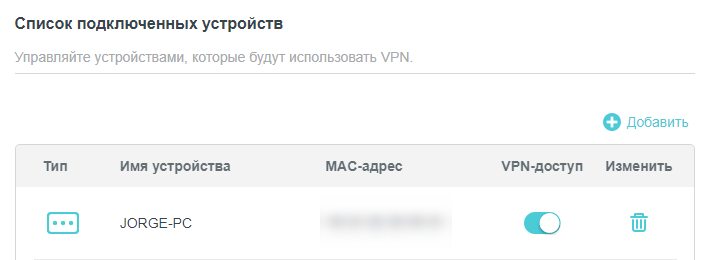 Список подключенных устройств
Управляйте устройствами, которые будут использовать VPN.
Добавить
Тип Имя устройства MAC-адрес VPN-доступ Изменить
JORGE-PC